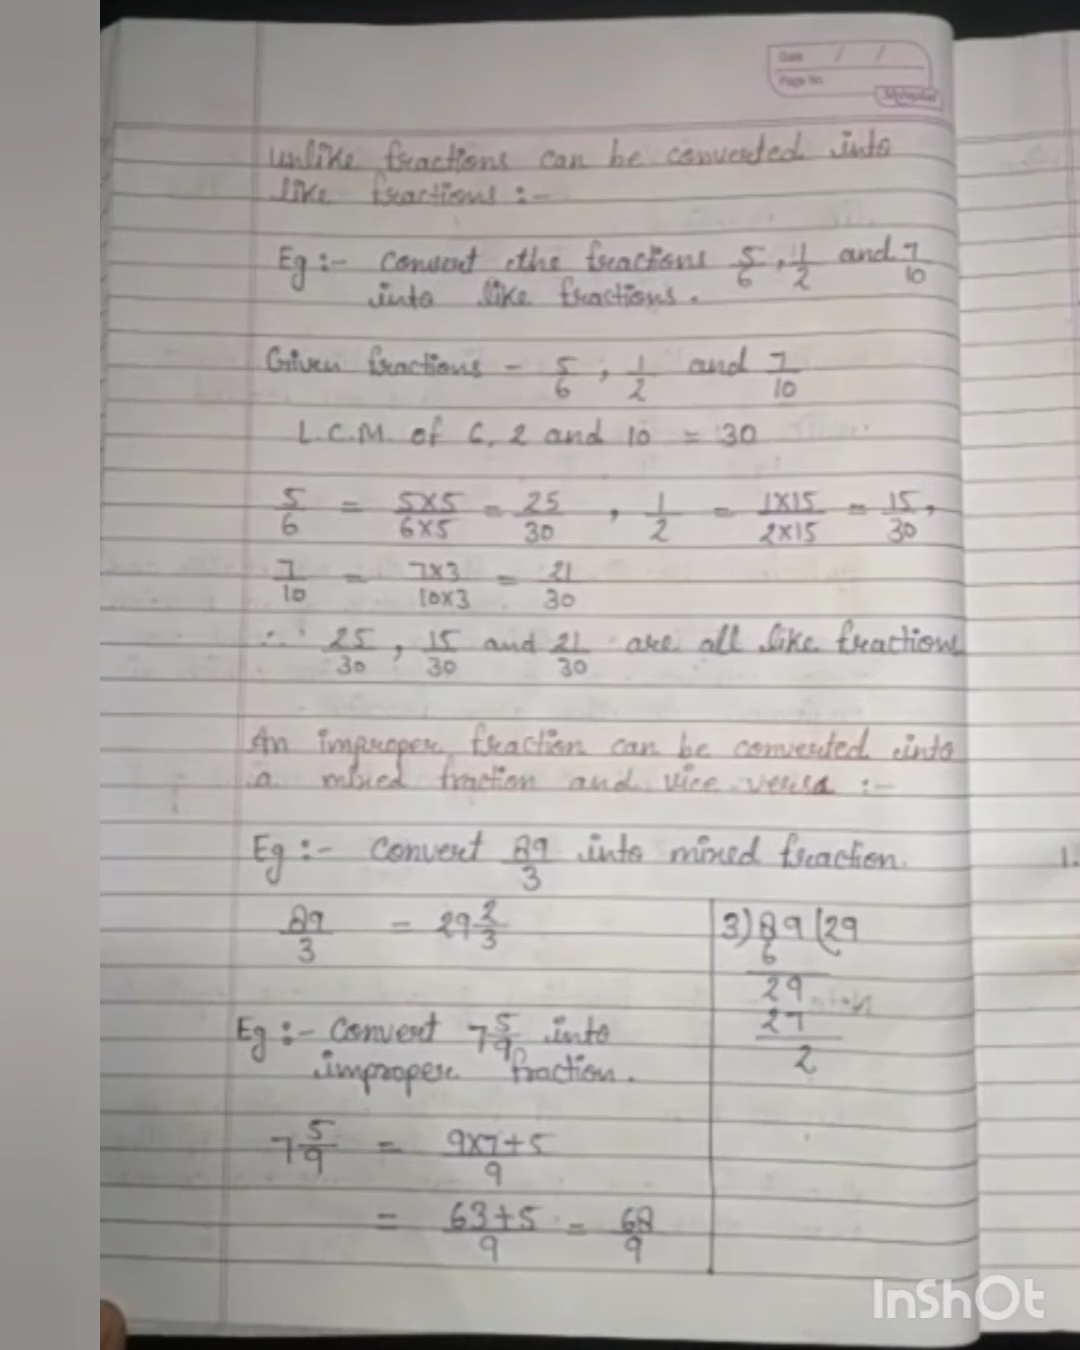 Date / /
Page No.
unlike fractions can be converted into
like fractions :-
Eg :- Convert the fractions 5/6 , 1/2 and 7/10
into like fractions.
Given fractions - 5/6 , 1/2 and 7/10
L.C.M. of 6, 2 and 10 = 30
5/6 = 5×5/6×5 = 25/30 , 1/2 = 1×15/2×15 = 15/30 ,
7/10 = 7×3/10×3 = 21/30
∴ 25/30 , 15/30 and 21/30 are all like fractions
An improper fraction can be converted into
a mixed fraction and vice versa :-
Eg :- Convert 89/3 into mixed fraction.
89/3 = 29 2/3
3)89(29
6
29
27
2
Eg :- Convert 7 5/9 into
improper fraction.
7 5/9 = 9×7+5/9
= 63+5/9 = 68/9
1.
InShOt